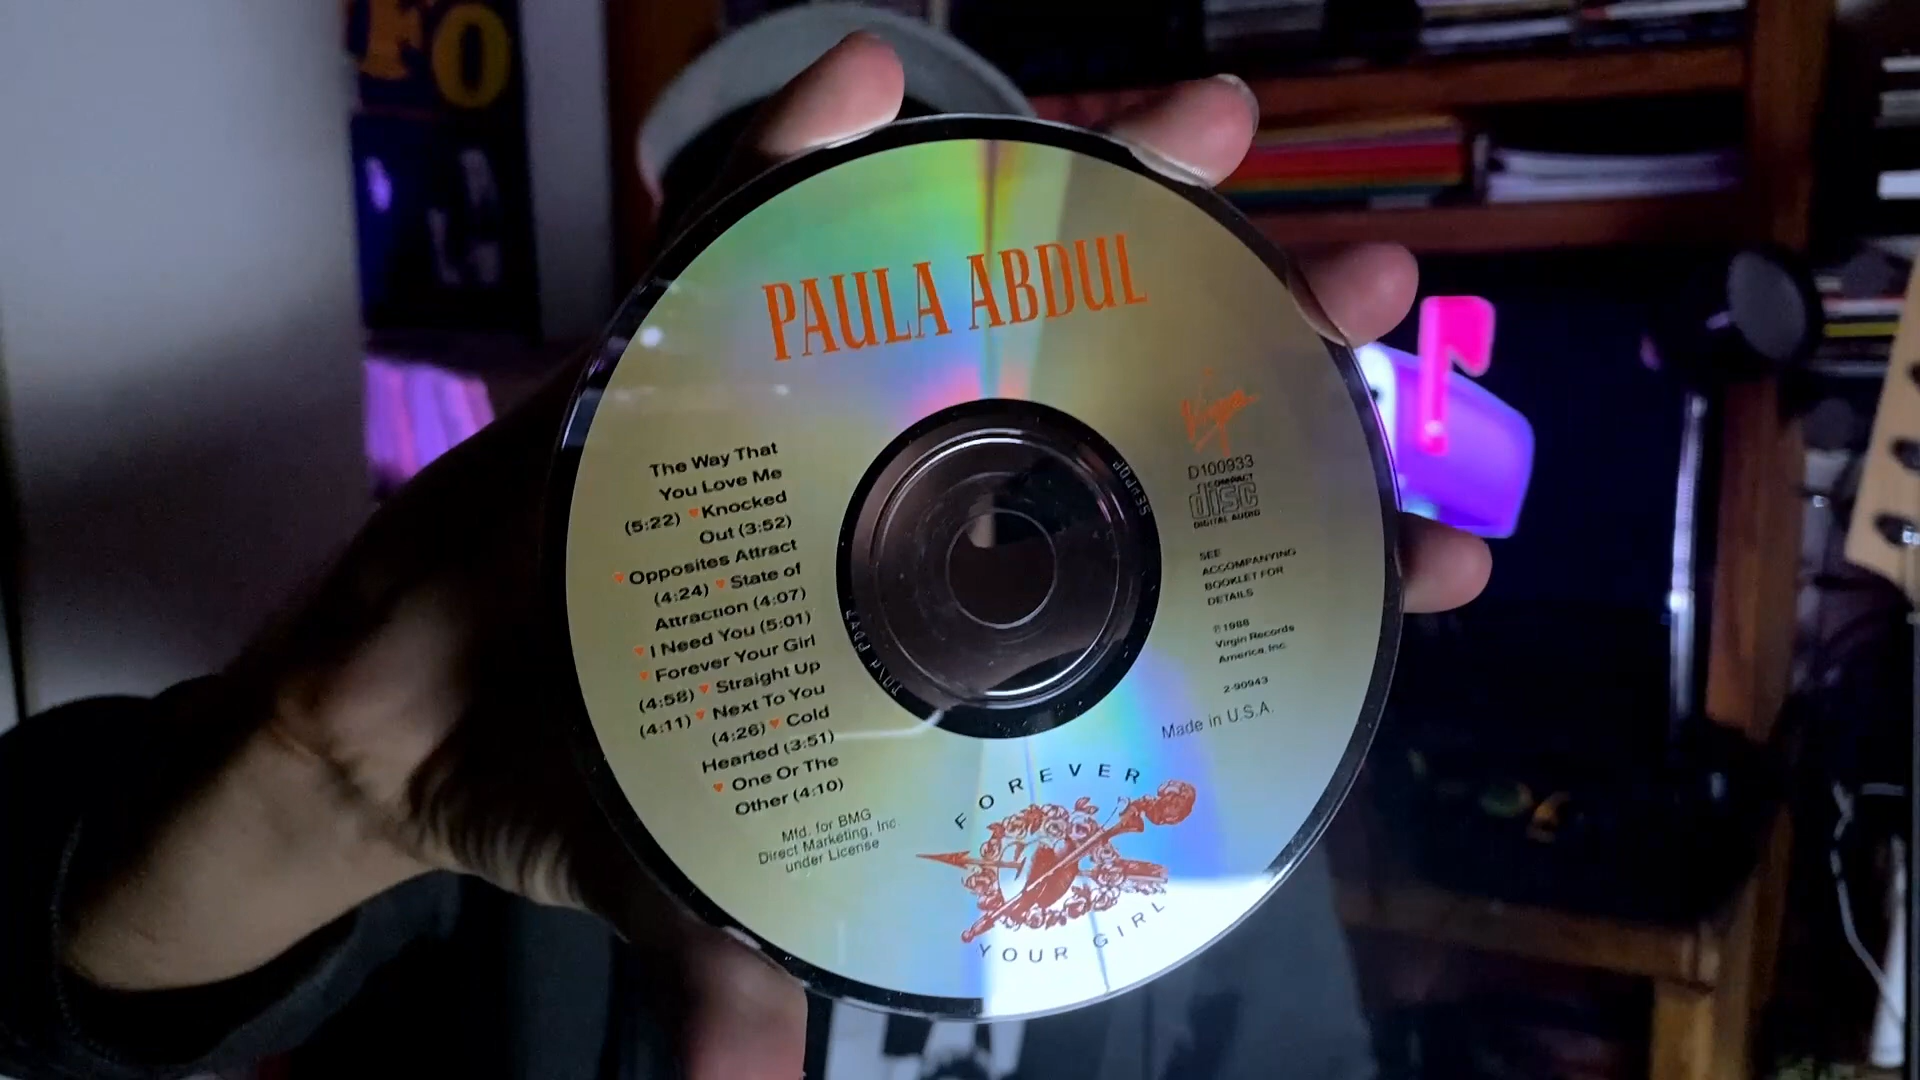 FO
PAULA ABDUL
The Way That
You Love Me
(5:22) ♥Knocked
Out (3:52)
♥Opposites Attract
(4:24) ♥State of
Attraction (4:07)
♥I Need You (5:01)
♥Forever Your Girl
(4:58) ♥Straight Up
(4:11) ♥Next To You
(4:26) ♥Cold
Hearted (3:51)
♥One Or The
Other (4:10)
Mfd. for BMG
Direct Marketing, Inc.
under License
Virgin
D100933
COMPACT
disc
DIGITAL AUDIO
SEE
ACCOMPANYING
BOOKLET FOR
DETAILS
℗1988
Virgin Records
America, Inc.
2-90943
Made in U.S.A.
FOREVER
YOUR GIRL